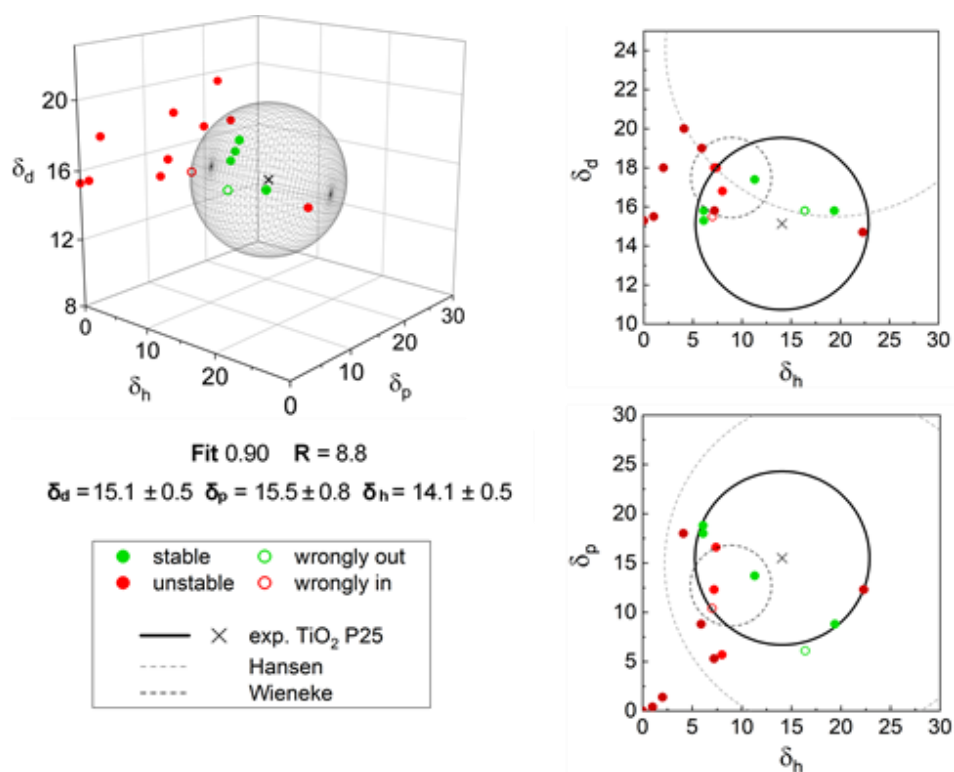 20
16
12
8
δd
0
10
20
δh
0
10
20
30
δp
Fit 0.90 R = 8.8
δd = 15.1 ± 0.5 δp = 15.5 ± 0.8 δh = 14.1 ± 0.5
stable wrongly out
unstable wrongly in
exp. TiO2 P25
Hansen
Wieneke
24
22
20
18
16
14
12
10
δd
0 5 10 15 20 25 30
δh
30
25
20
15
10
5
0
δp
0 5 10 15 20 25 30
δh